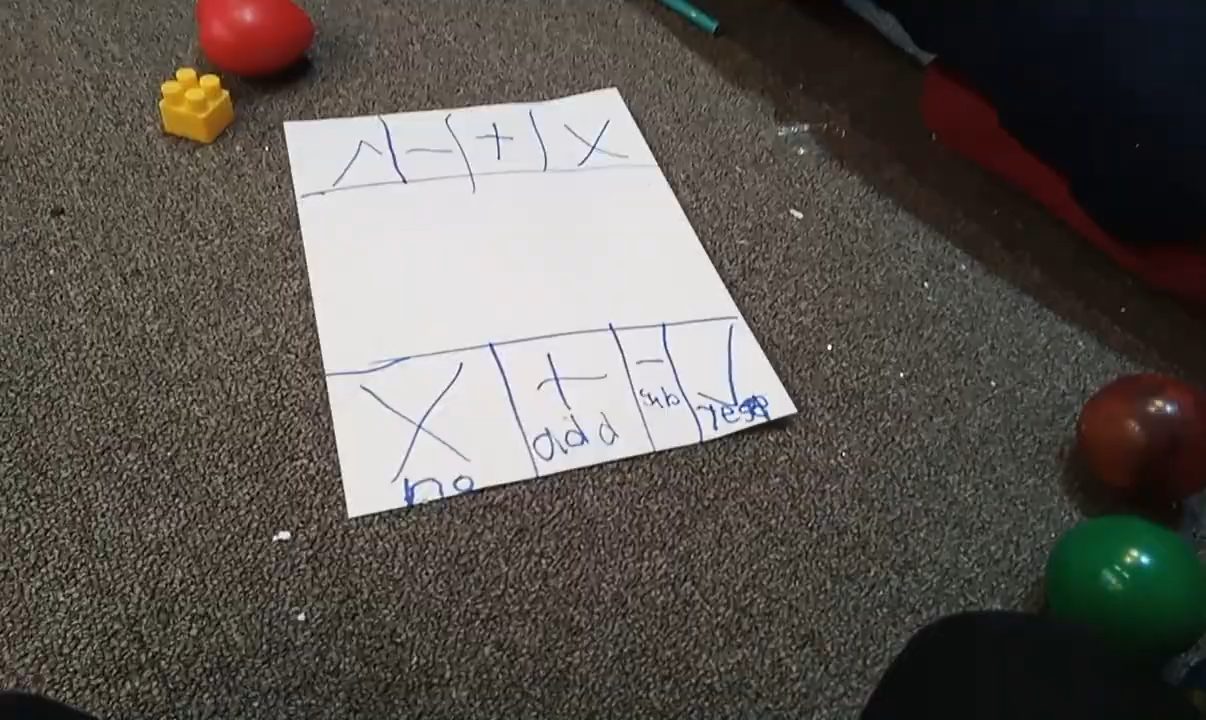 - + X
X + - ✓
no add sub Yes